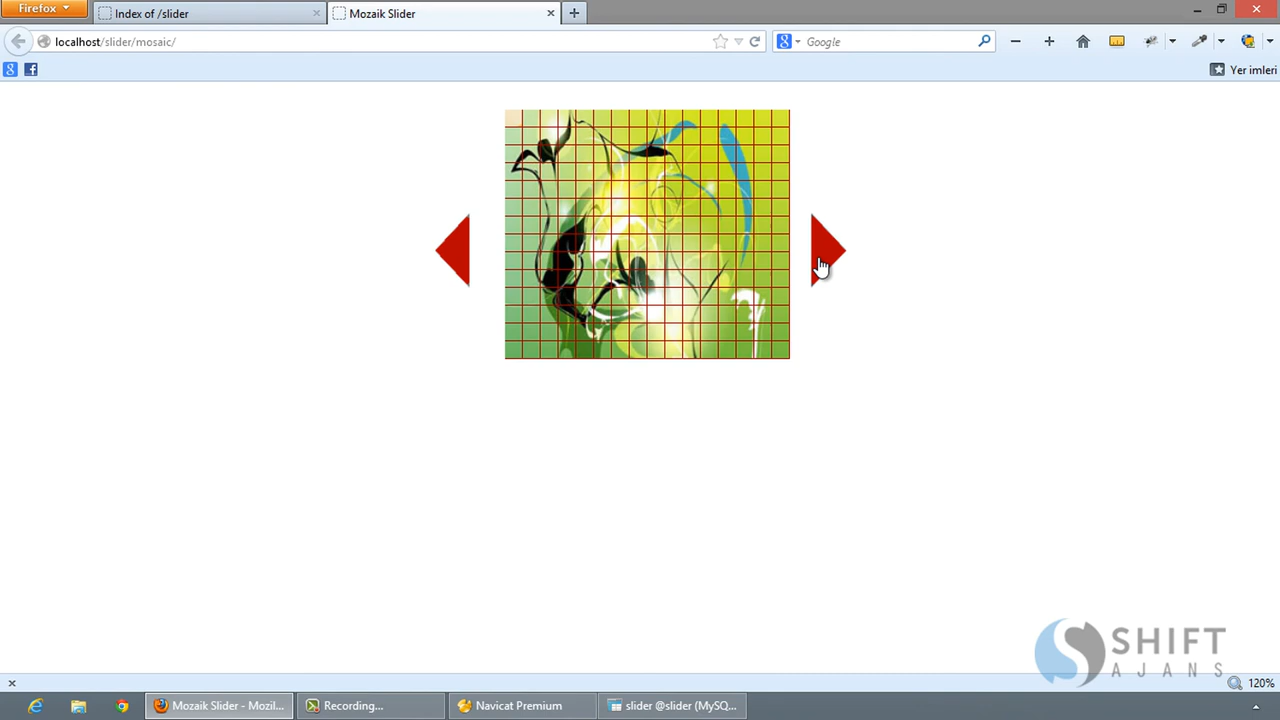 Firefox
Index of /slider
Mozaik Slider
localhost/slider/mosaic/
Google
Yer imleri
SHIFT
AJANS
120%
Mozaik Slider - Mozil...
Recording...
Navicat Premium
slider @slider (MySQ...